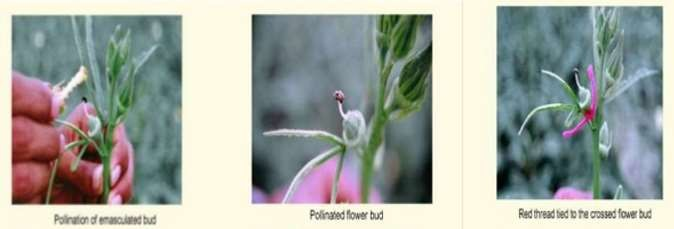 Pollination of emasculated bud
Pollinated flower bud
Red thread tied to the crossed flower bud